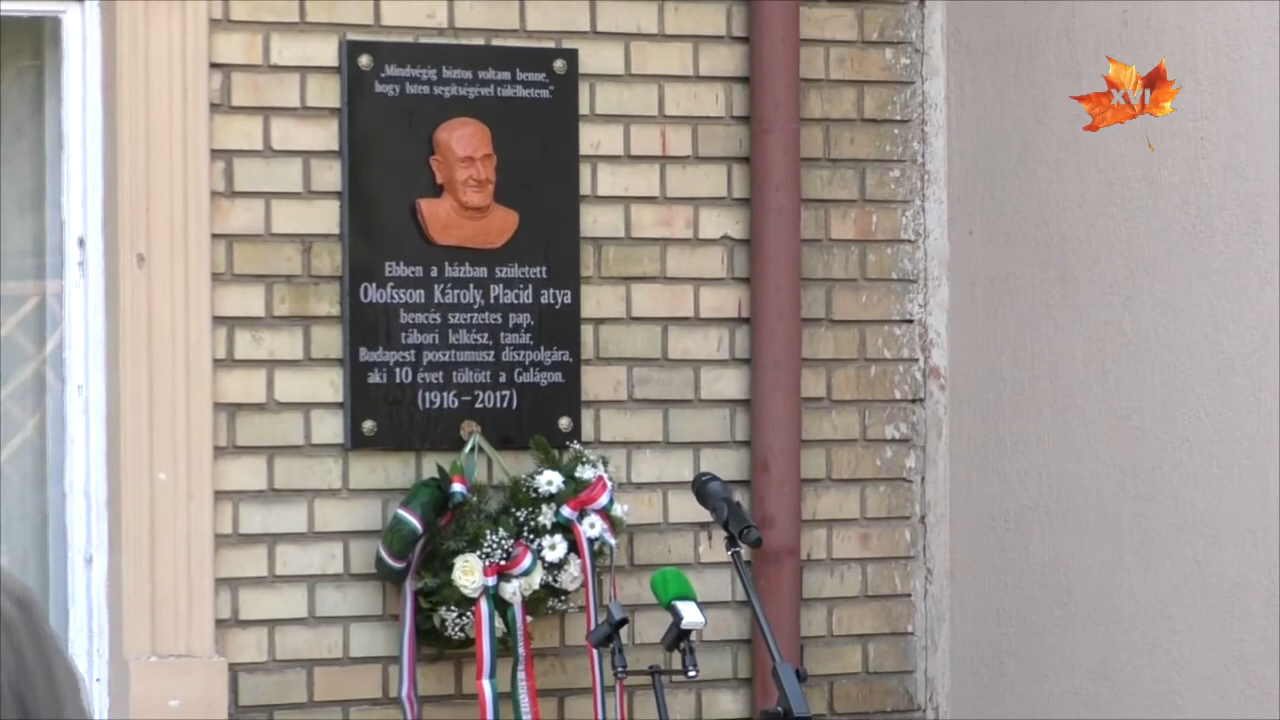 „Mindvégig biztos voltam benne,
hogy Isten segítségével túlélhetem."
Ebben a házban született
Olofsson Károly, Placid atya
bencés szerzetes pap,
tábori lelkész, tanár,
Budapest posztumusz díszpolgára,
aki 10 évet töltött a Gulágon.
(1916–2017)
XVI